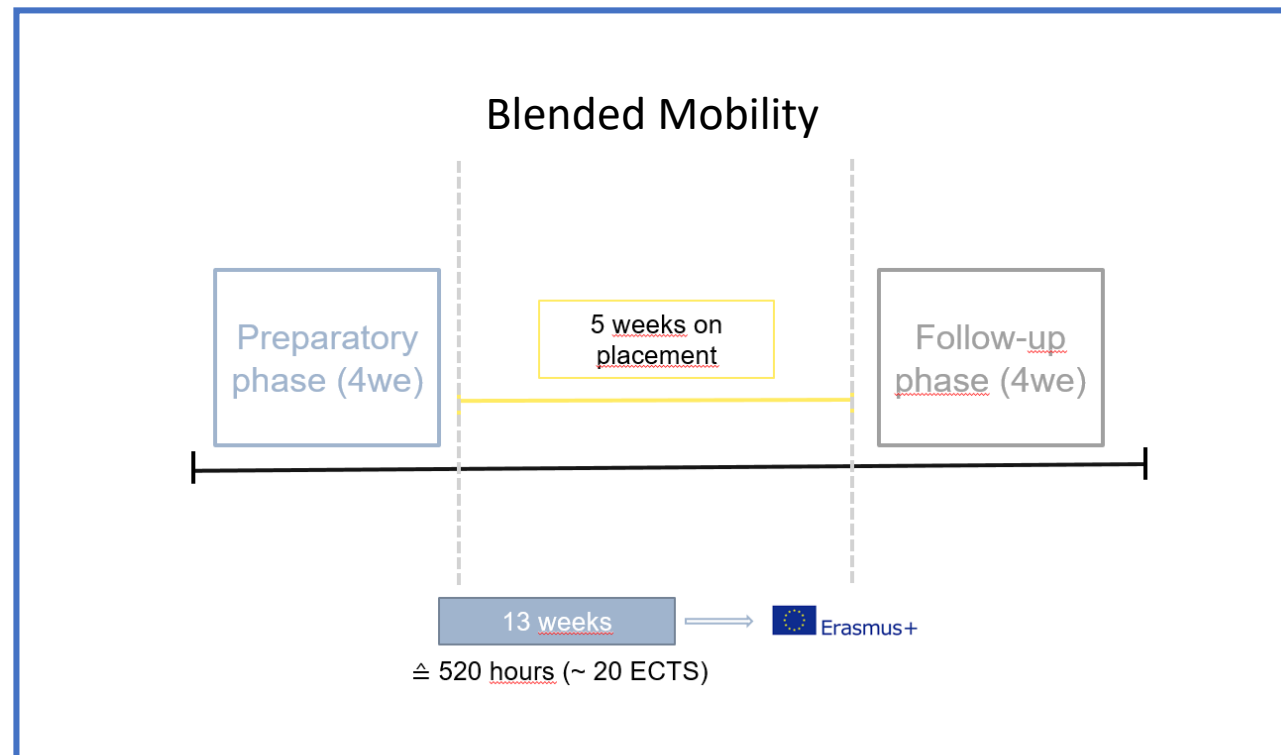 Blended Mobility
Preparatory
phase (4we)
5 weeks on
placement
Follow-up
phase (4we)
13 weeks
Erasmus+
≙ 520 hours (~ 20 ECTS)